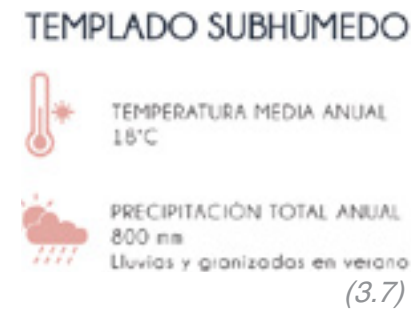 TEMPLADO SUBHÚMEDO
TEMPERATURA MEDIA ANUAL
18°C
PRECIPITACIÓN TOTAL ANUAL
800 mm
Lluvias y granizadas en verano
(3.7)